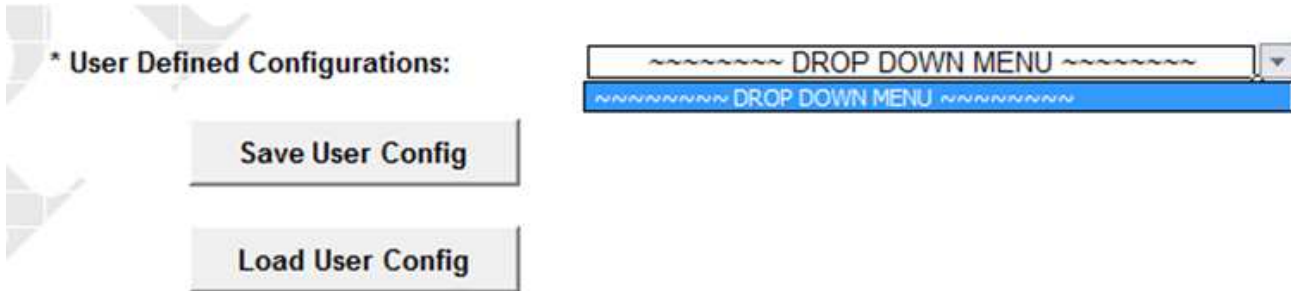 * User Defined Configurations:
~~~~~~~~ DROP DOWN MENU ~~~~~~~~
~~~~~~~~ DROP DOWN MENU ~~~~~~~~
Save User Config
Load User Config